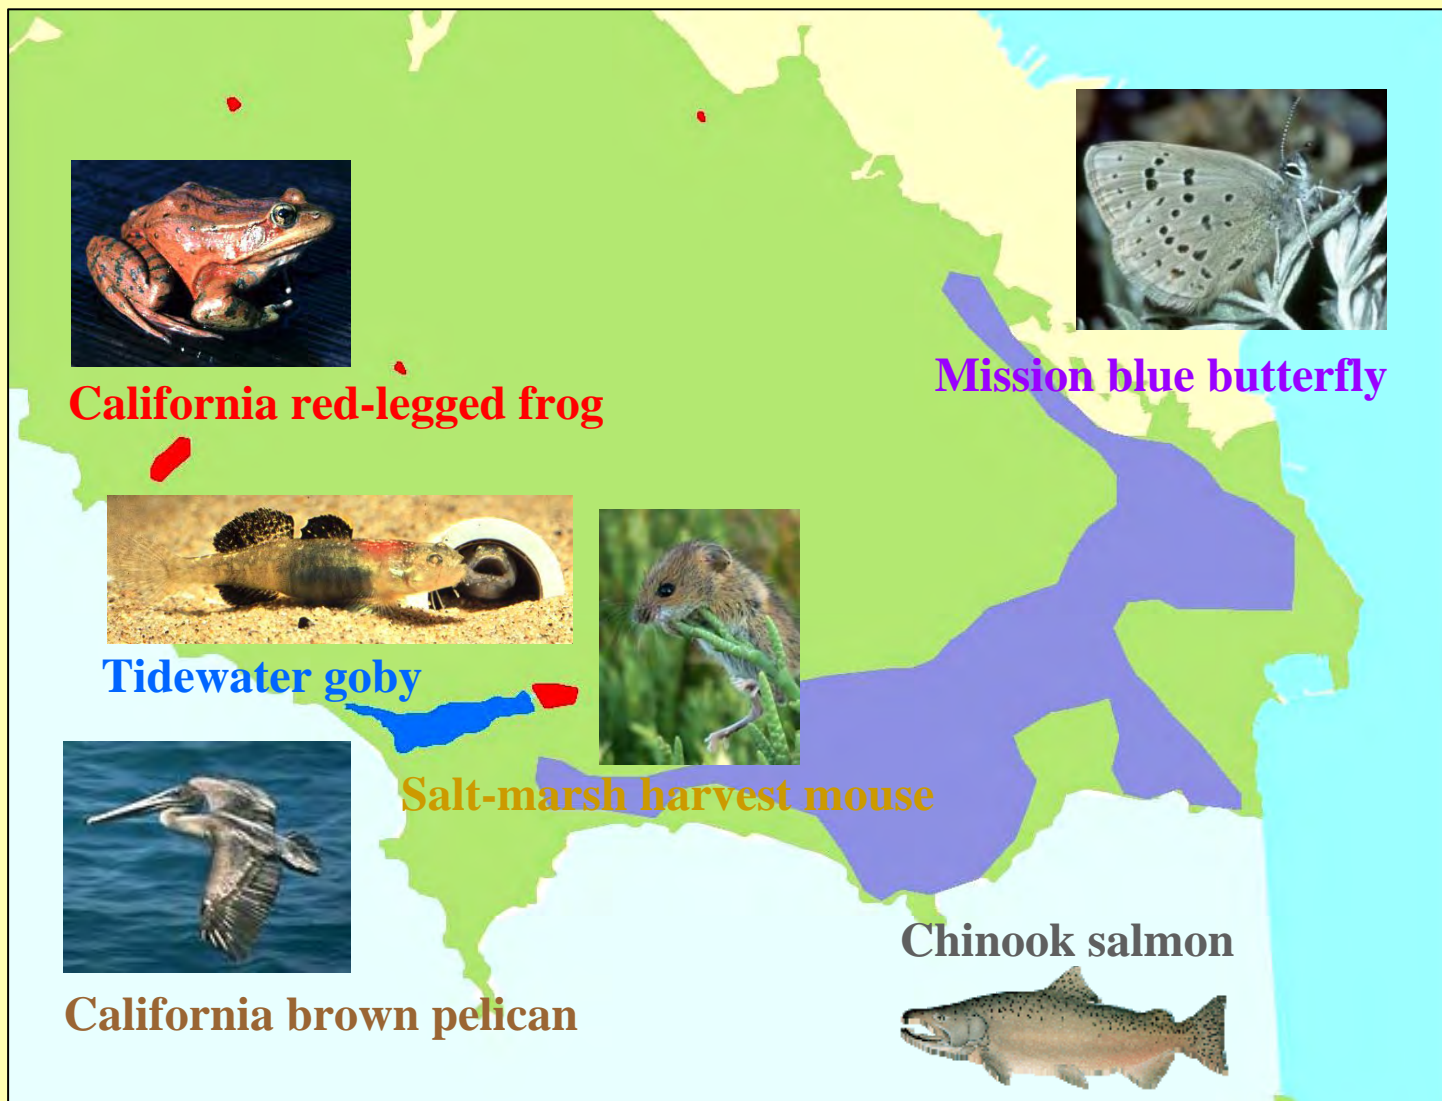 California red-legged frog
Mission blue butterfly
Tidewater goby
Salt-marsh harvest mouse
Chinook salmon
California brown pelican